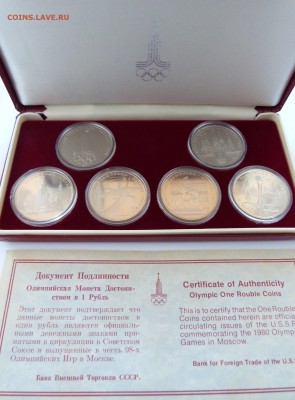 COINS.LAVE.RU
Документ Подлинности
Олимпийская Монета Достоин-
ством в 1 Рубль
Этот документ подтверждает что
данные монеты достоинством в
один рубль являются официаль-
ными денежными знаками при-
нятыми в циркуляции в Советском
Союзе и выпущенные в честь 98-х
Олимпийских Игр в Москве.
Банк Внешней Торговли СССР.
Certificate of Authenticity
Olympic One Rouble Coins
This is to certify that the One Rouble
Coins contained herein are official
circulating issues of the U.S.S.R.
commemorating the 1980 Olympic
Games in Moscow.
Bank for Foreign Trade of the U.S.